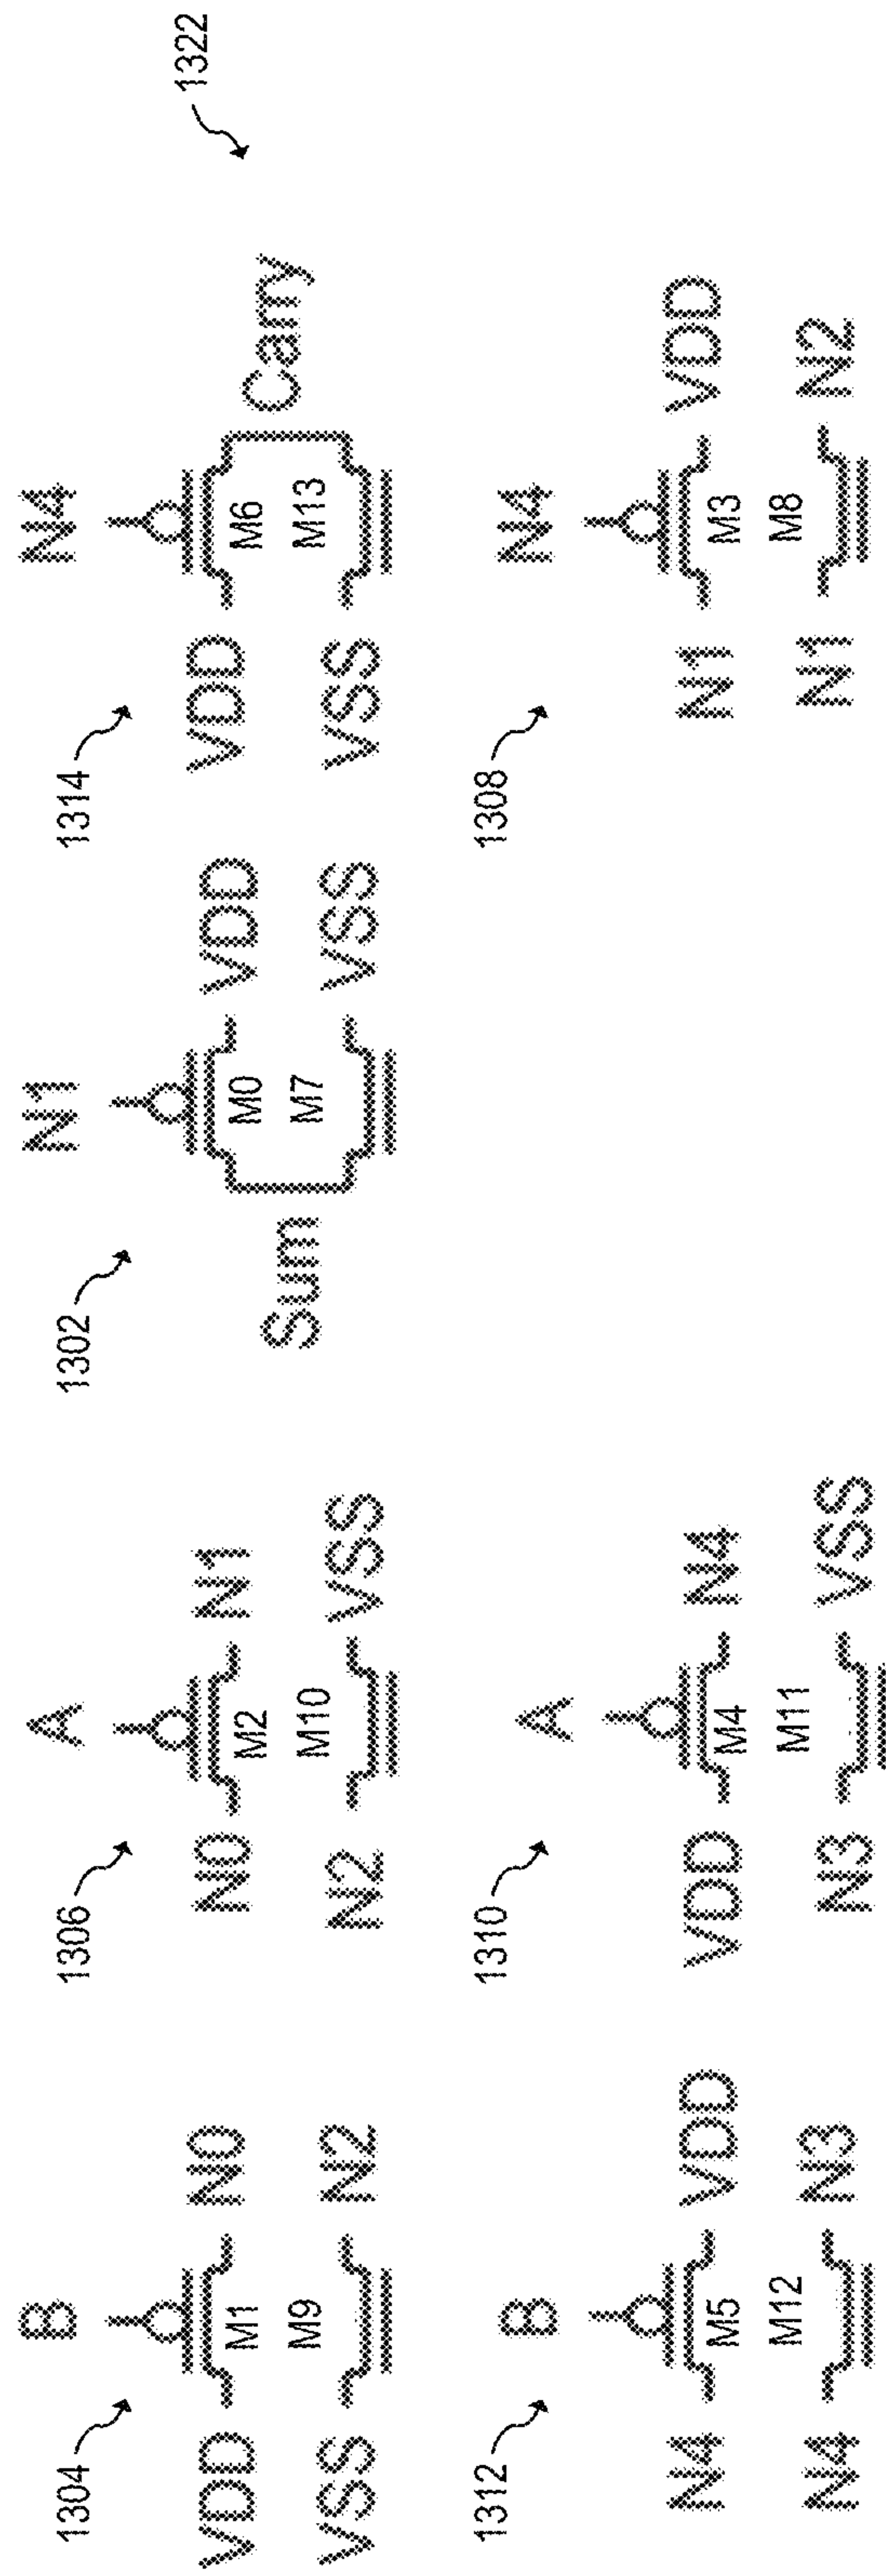 1322
1304
B
VDD
N0
M1
M9
VSS
N2
1306
A
N0
N1
M2
M10
N2
VSS
1302
N1
VDD
M0
M7
Sum
VSS
1314
N4
VDD
M6
M13
Carry
VSS
1312
B
N4
VDD
M5
M12
N4
N3
1310
A
VDD
N4
M4
M11
N3
VSS
1308
N4
N1
VDD
M3
M8
N1
N2